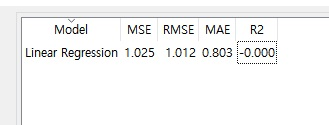 Model MSE RMSE MAE R2
Linear Regression 1.025 1.012 0.803 -0.000